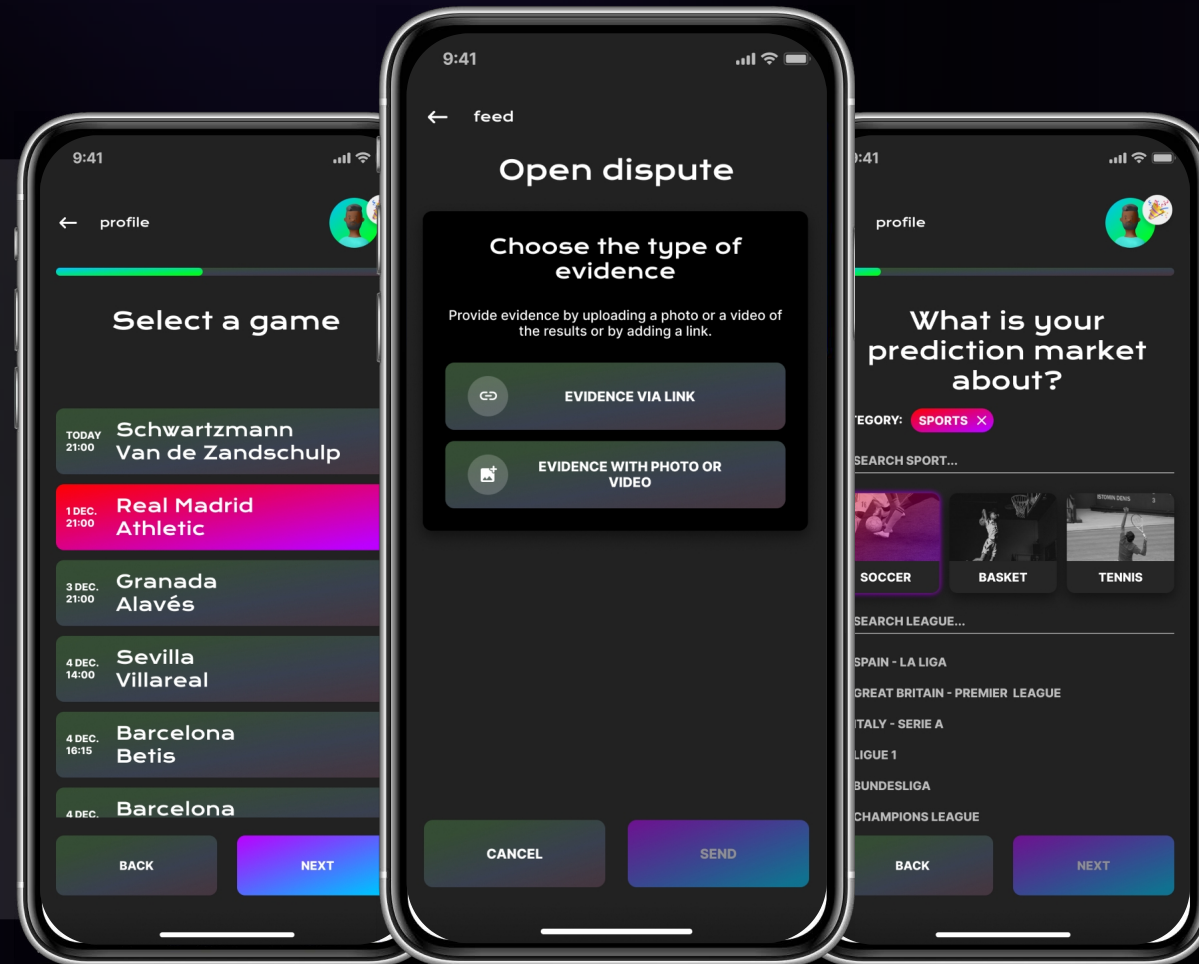 9:41
profile
Select a game
TODAY
21:00
Schwartzmann
Van de Zandschulp
1 DEC.
21:00
Real Madrid
Athletic
3 DEC.
21:00
Granada
Alavés
4 DEC.
14:00
Sevilla
Villareal
4 DEC.
16:15
Barcelona
Betis
4 DEC.
Barcelona
BACK
NEXT
9:41
feed
Open dispute
Choose the type of
evidence
Provide evidence by uploading a photo or a video of
the results or by adding a link.
EVIDENCE VIA LINK
EVIDENCE WITH PHOTO OR
VIDEO
CANCEL
SEND
:41
profile
What is your
prediction market
about?
TEGORY:
SPORTS
SEARCH SPORT...
3
SOCCER
BASKET
TENNIS
SEARCH LEAGUE...
SPAIN - LA LIGA
GREAT BRITAIN - PREMIER LEAGUE
ITALY - SERIE A
LIGUE 1
BUNDESLIGA
CHAMPIONS LEAGUE
BACK
NEXT